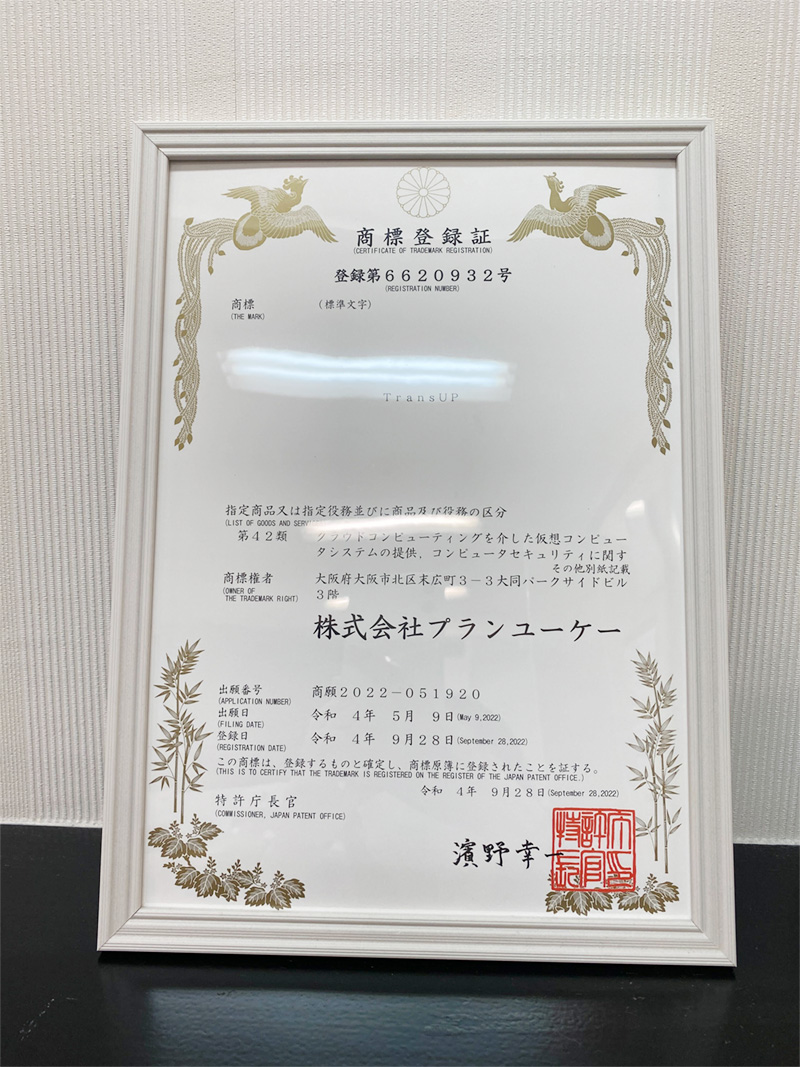 商標登録証
(CERTIFICATE OF TRADEMARK REGISTRATION)
登録第6620932号
(REGISTRATION NUMBER)
商標 (標準文字)
(THE MARK)
TransUP
指定商品又は指定役務並びに商品及び役務の区分
(LIST OF GOODS AND
第42類 クラウドコンピューティングを介した仮想コンピュー
タシステムの提供，コンピュータセキュリティに関す
その他別紙記載
商標権者 大阪府大阪市北区末広町3－3大同パークサイドビル
(OWNER OF
THE TRADEMARK RIGHT)
3階
株式会社プランユーケー
出願番号 商願2022－051920
(APPLICATION NUMBER)
出願日 令和 4年 5月 9日(May 9,2022)
(FILING DATE)
登録日 令和 4年 9月28日(September 28,2022)
(REGISTRATION DATE)
この商標は、登録するものと確定し、商標原簿に登録されたことを証する。
(THIS IS TO CERTIFY THAT THE TRADEMARK IS REGISTERED ON THE REGISTER OF THE JAPAN PATENT OFFICE.)
令和 4年 9月28日(September 28,2022)
特許庁長官
(COMMISSIONER, JAPAN PATENT OFFICE)
濱野幸一